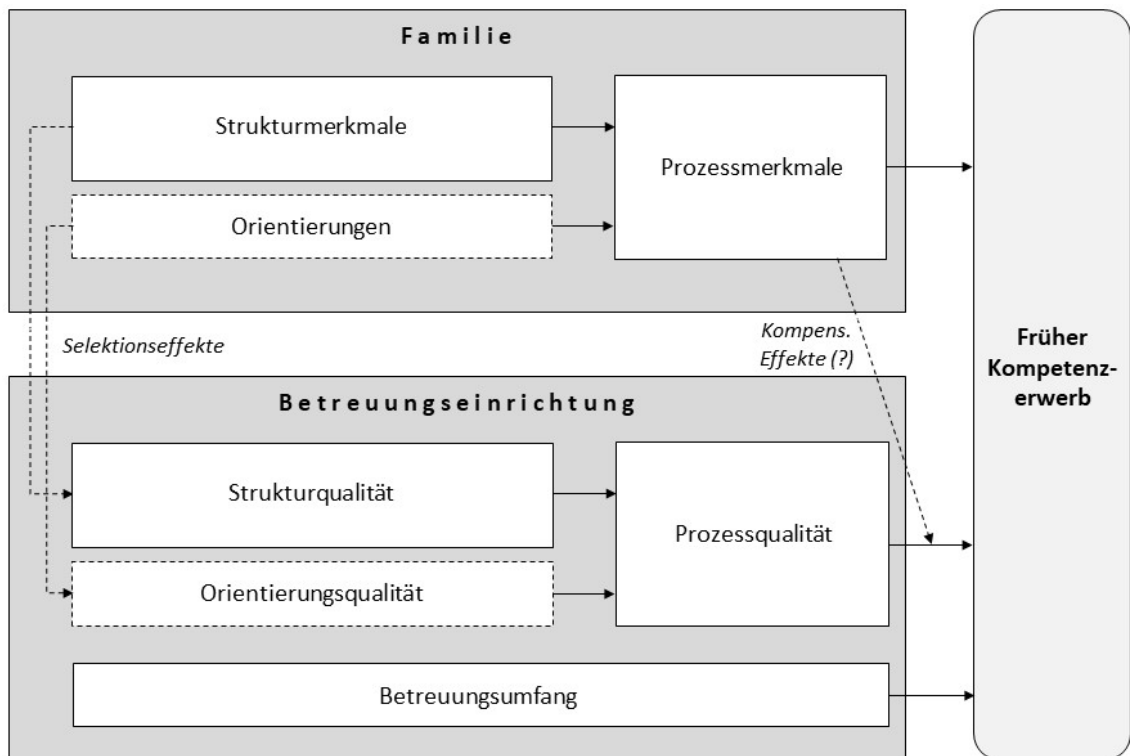 Familie
Strukturmerkmale
Prozessmerkmale
Orientierungen
Selektionseffekte
Kompens.
Effekte (?)
Früher
Kompetenz-
erwerb
Betreuungseinrichtung
Strukturqualität
Prozessqualität
Orientierungsqualität
Betreuungsumfang